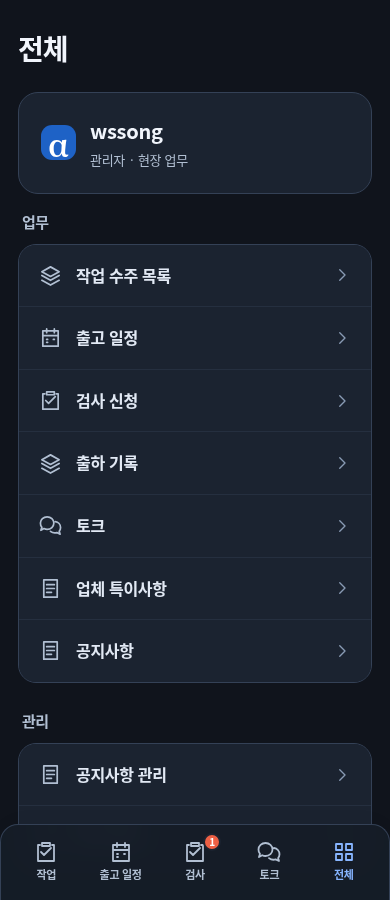 전체
α
wssong
관리자 · 현장 업무
업무
작업 수주 목록
출고 일정
검사 신청
출하 기록
토크
업체 특이사항
공지사항
관리
공지사항 관리
1
작업 출고 일정 검사 토크 전체